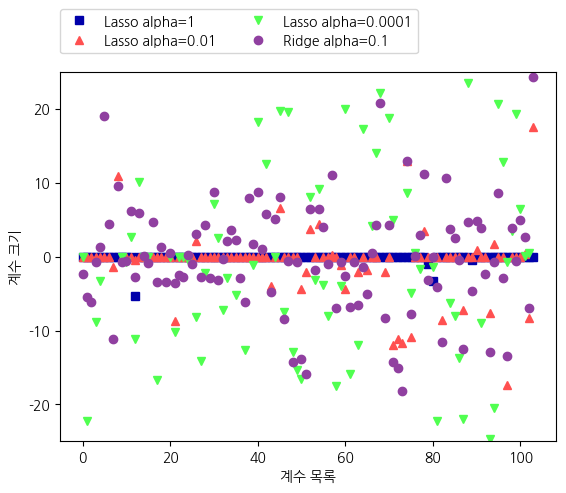 Lasso alpha=1
Lasso alpha=0.01
Lasso alpha=0.0001
Ridge alpha=0.1
20
10
0
-10
-20
계수 크기
0 20 40 60 80 100
계수 목록